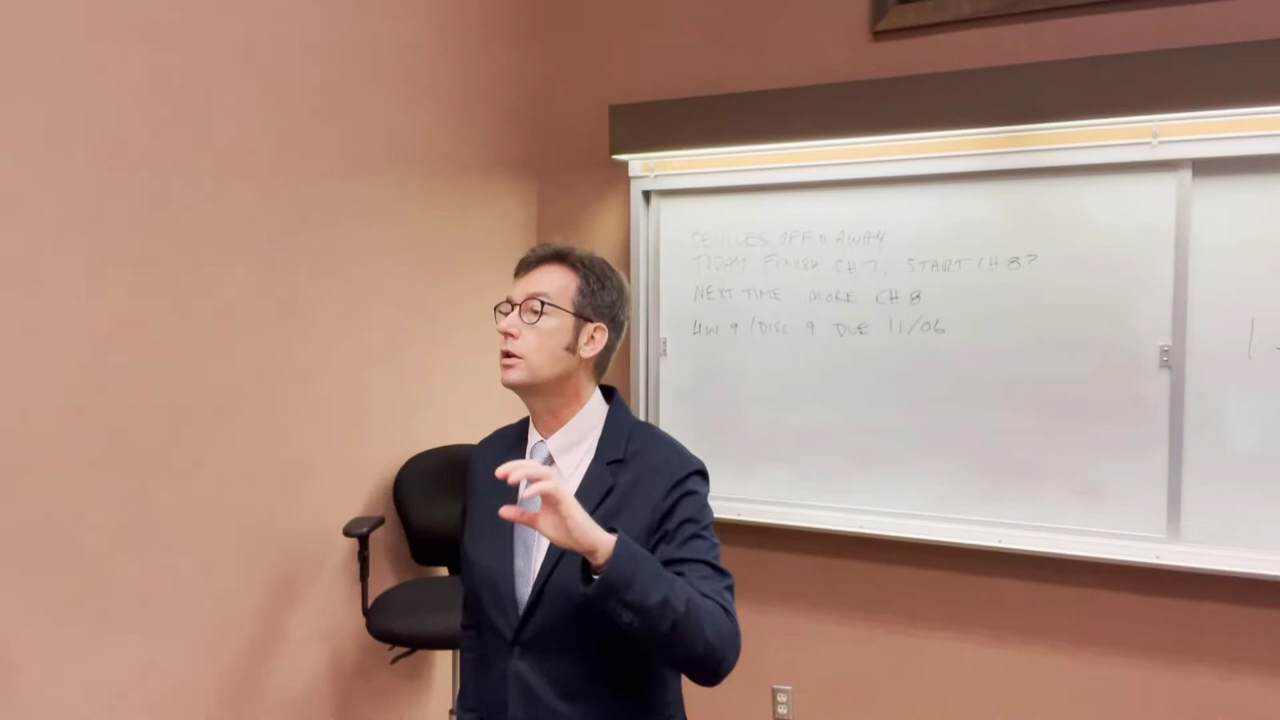 DEVICES OFF & AWAY
TODAY FINISH CH 7, START CH 8?
NEXT TIME MORE CH 8
HW 9 / DISC 9 DUE 11/06